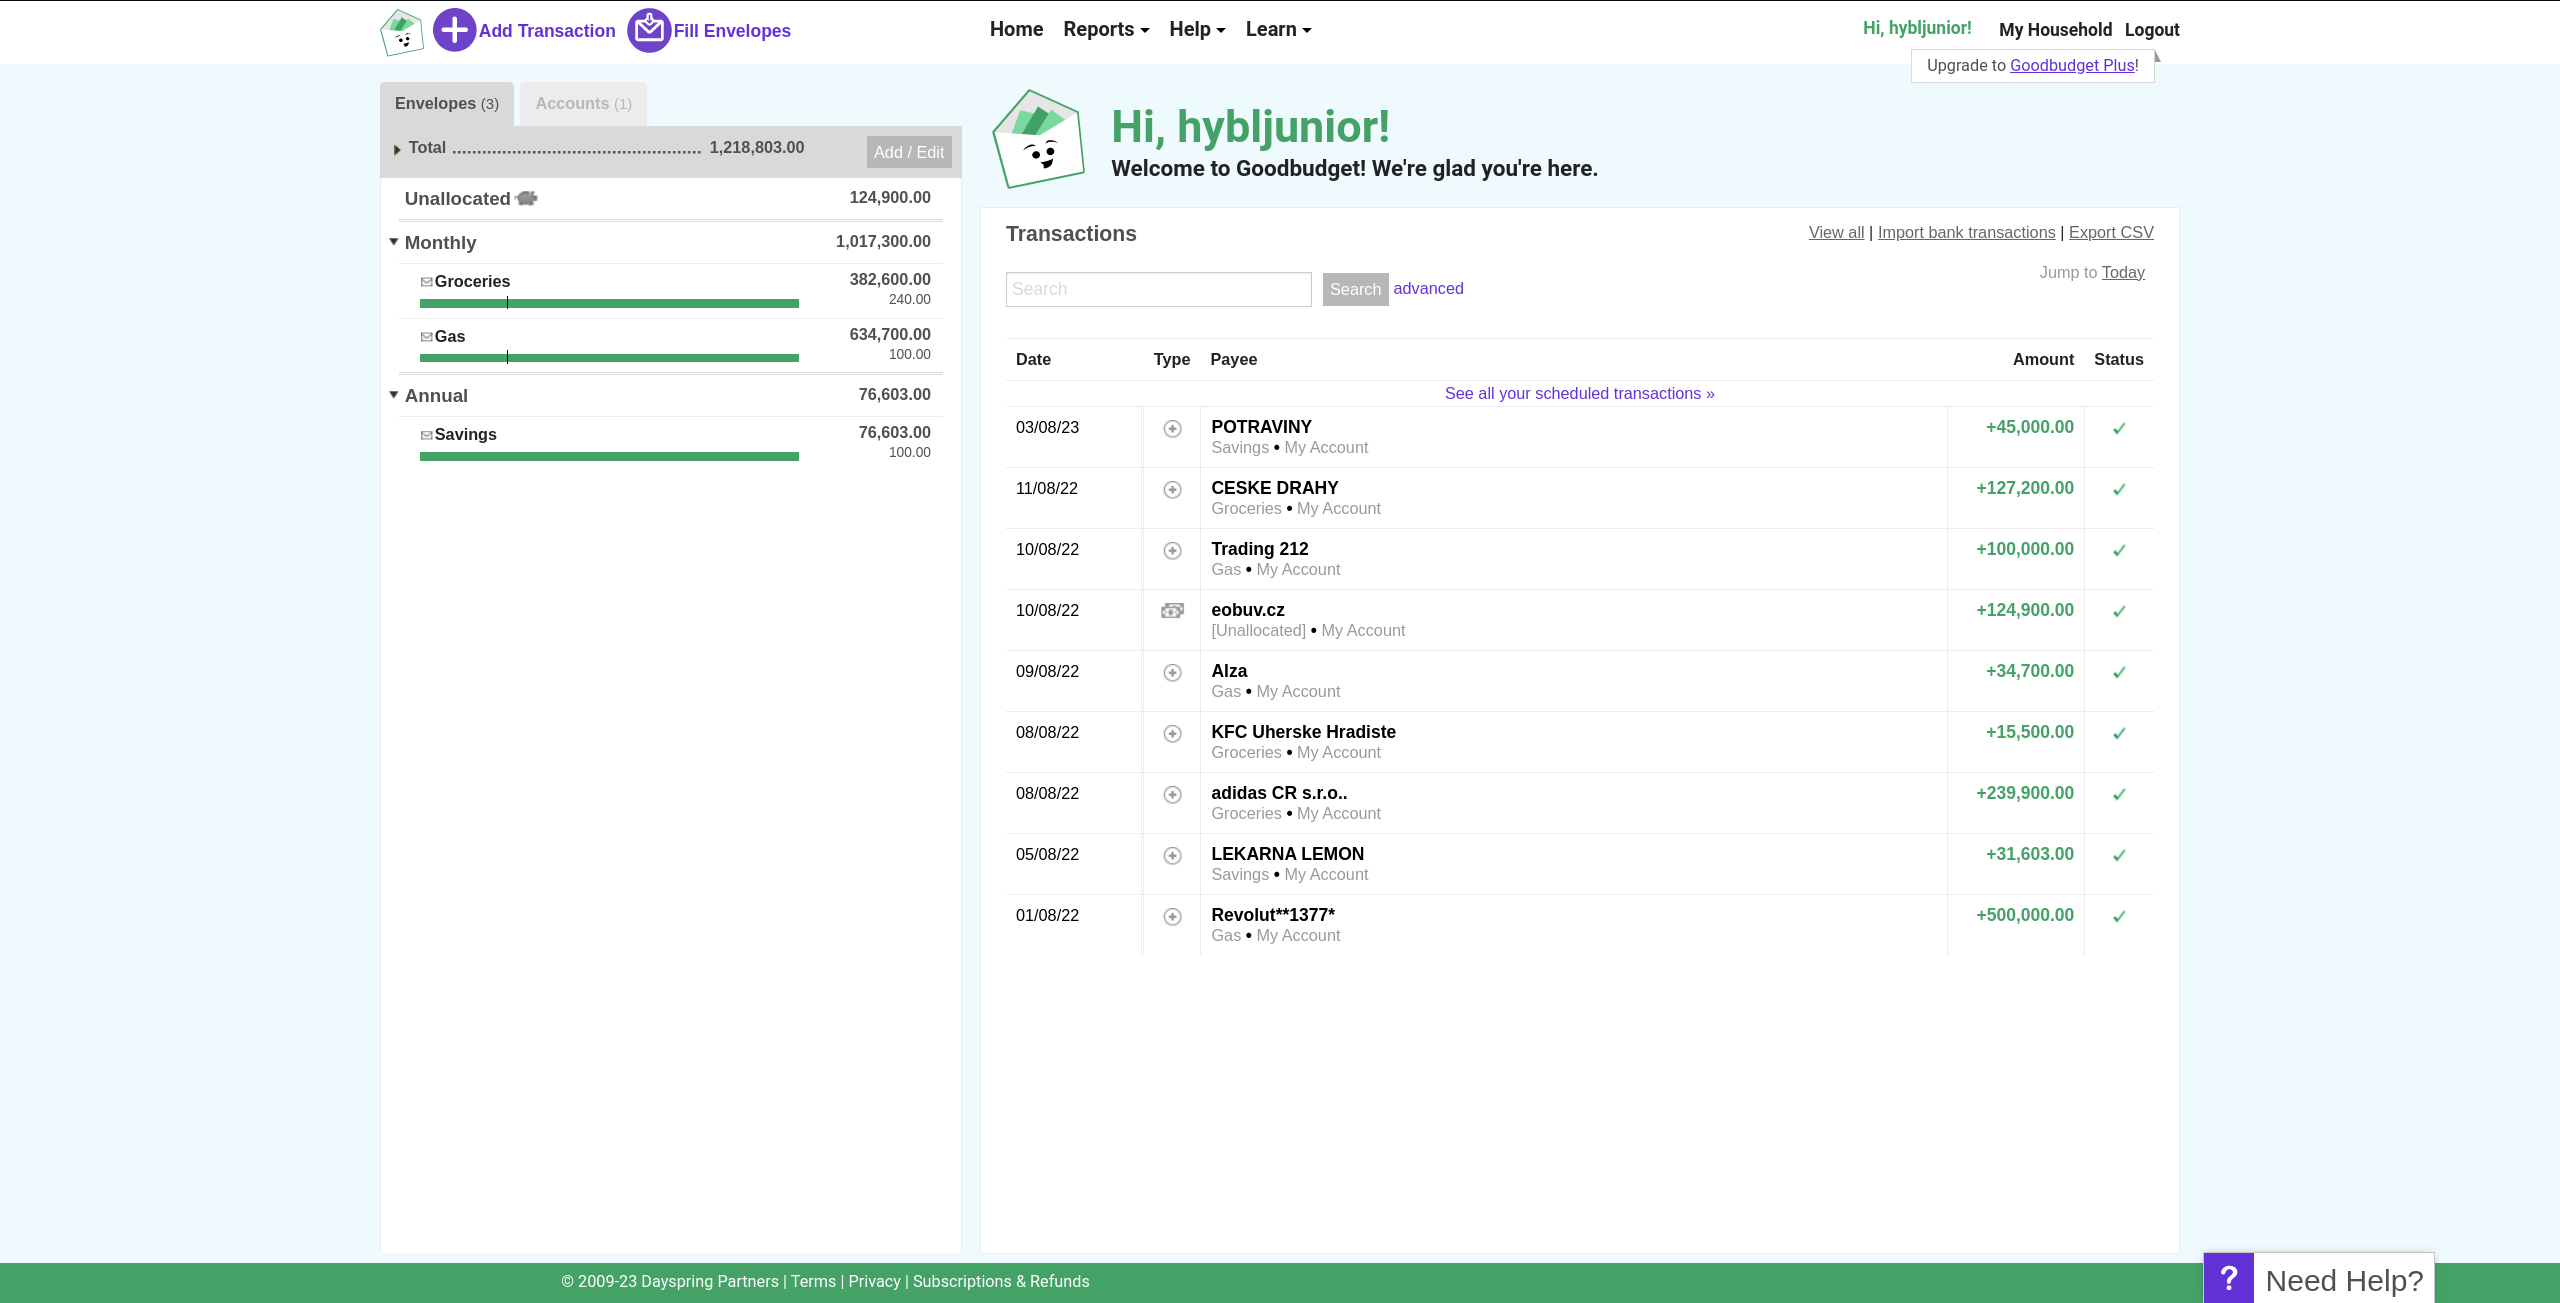 Add Transaction Fill Envelopes Home Reports Help Learn Hi, hybljunior! My Household Logout
Upgrade to Goodbudget Plus!
Envelopes (3) Accounts (1)
Total 1,218,803.00 Add / Edit
Unallocated 124,900.00
Monthly 1,017,300.00
Groceries 382,600.00
240.00
Gas 634,700.00
100.00
Annual 76,603.00
Savings 76,603.00
100.00
Hi, hybljunior!
Welcome to Goodbudget! We're glad you're here.
Transactions View all | Import bank transactions | Export CSV
Jump to Today
Search Search advanced
Date Type Payee Amount Status
See all your scheduled transactions »
03/08/23 POTRAVINY +45,000.00
Savings • My Account
11/08/22 CESKE DRAHY +127,200.00
Groceries • My Account
10/08/22 Trading 212 +100,000.00
Gas • My Account
10/08/22 eobuv.cz +124,900.00
[Unallocated] • My Account
09/08/22 Alza +34,700.00
Gas • My Account
08/08/22 KFC Uherske Hradiste +15,500.00
Groceries • My Account
08/08/22 adidas CR s.r.o.. +239,900.00
Groceries • My Account
05/08/22 LEKARNA LEMON +31,603.00
Savings • My Account
01/08/22 Revolut**1377* +500,000.00
Gas • My Account
© 2009-23 Dayspring Partners | Terms | Privacy | Subscriptions & Refunds
? Need Help?